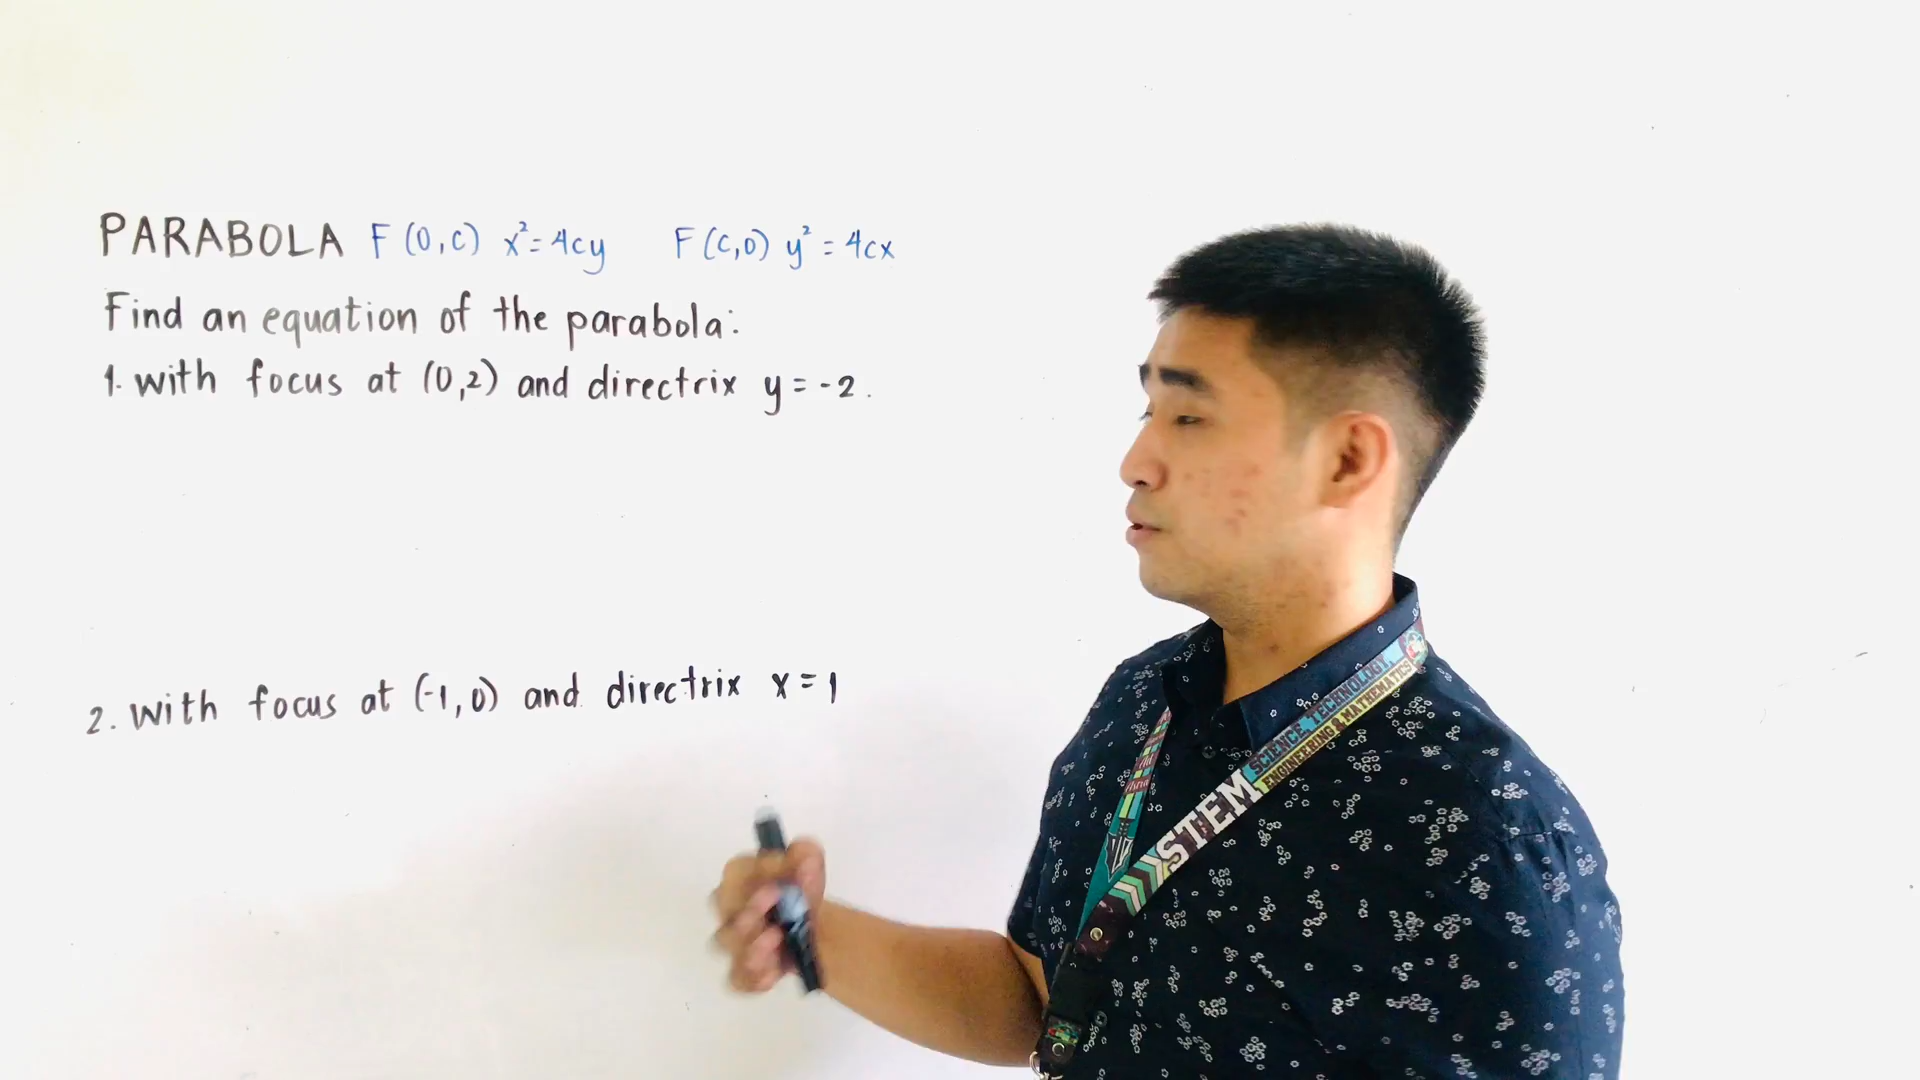 PARABOLA F(0,c) x² = 4cy F(c,0) y² = 4cx
Find an equation of the parabola:
1. with focus at (0,2) and directrix y = -2.
2. with focus at (-1,0) and directrix x = 1
STEM
SCIENCE, TECHNOLOGY,
ENGINEERING & MATHEMATICS